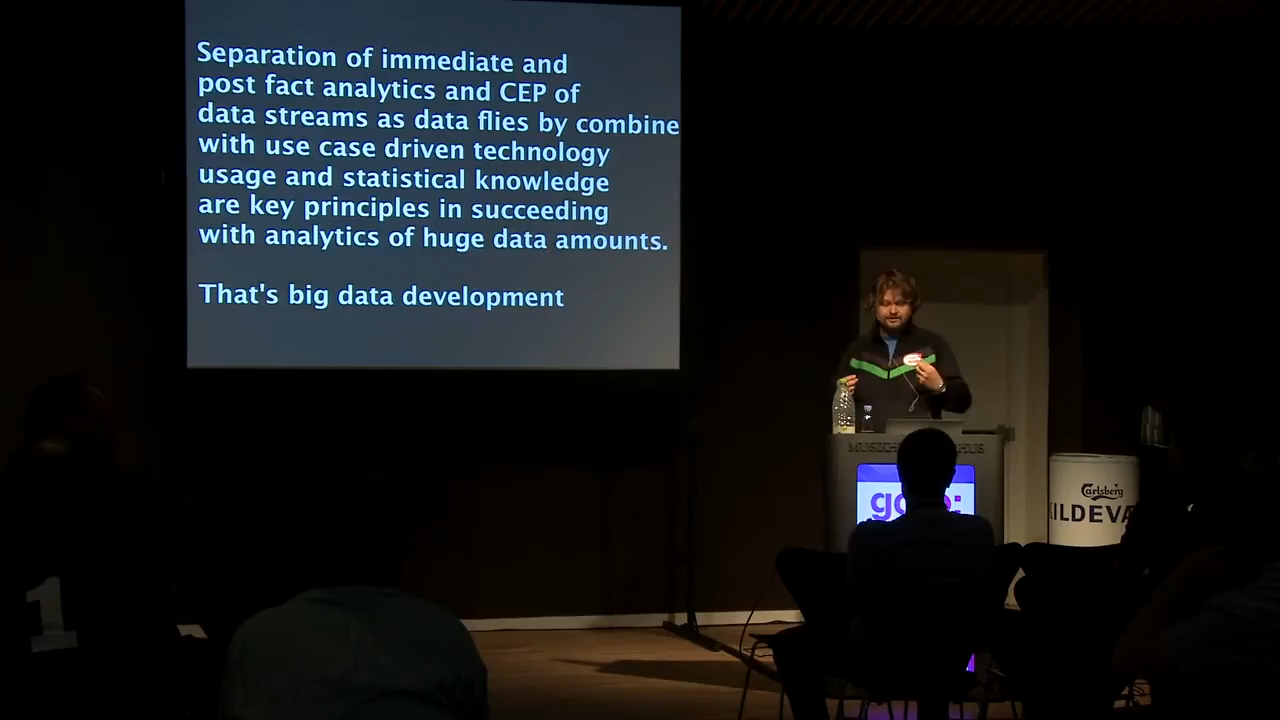 Separation of immediate and
post fact analytics and CEP of
data streams as data flies by combine
with use case driven technology
usage and statistical knowledge
are key principles in succeeding
with analytics of huge data amounts.
That's big data development
Carlsberg
1